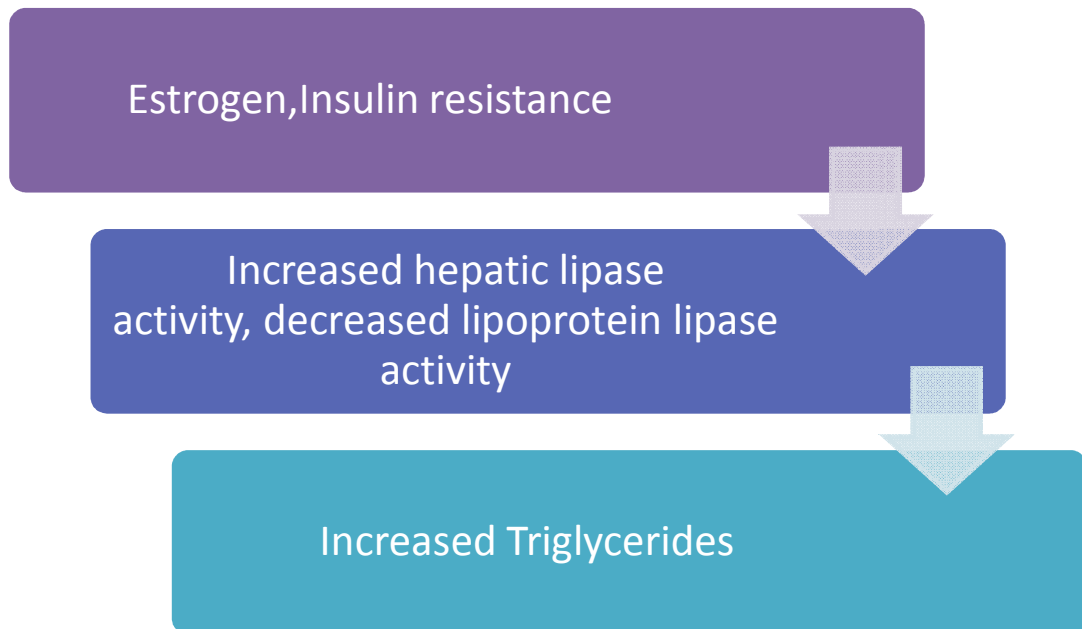 Estrogen,Insulin resistance
Increased hepatic lipase
activity, decreased lipoprotein lipase
activity
Increased Triglycerides